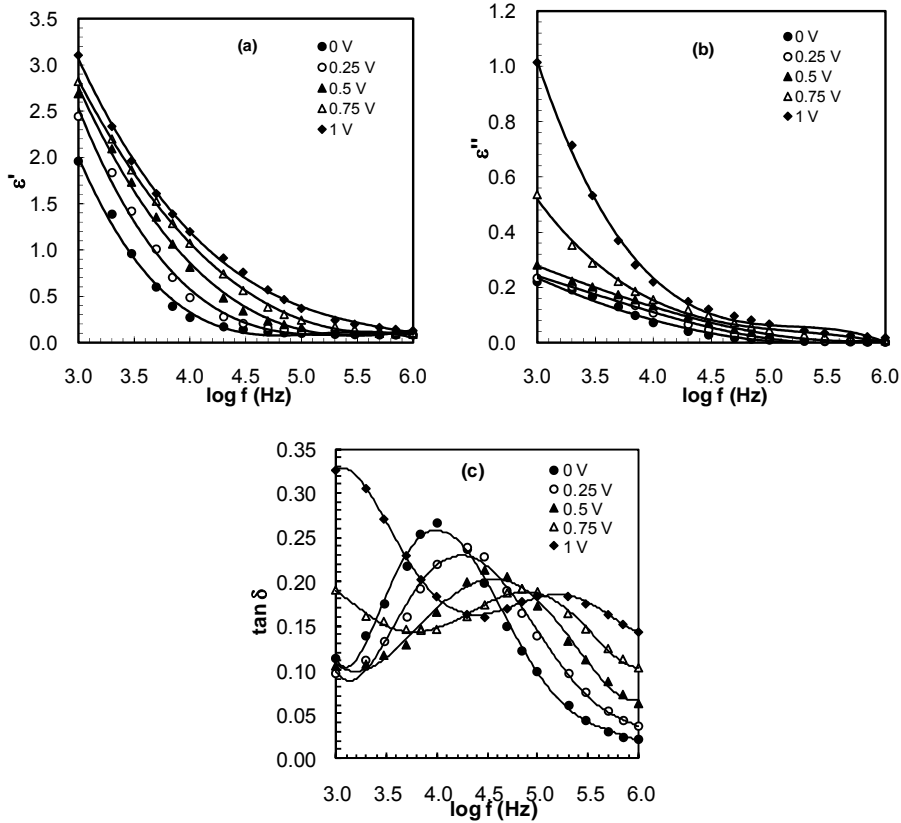 (a)
3.5
3.0
2.5
2.0
1.5
1.0
0.5
0.0
ε'
0 V
0.25 V
0.5 V
0.75 V
1 V
3.0 3.5 4.0 4.5 5.0 5.5 6.0
log f (Hz)
(b)
1.2
1.0
0.8
0.6
0.4
0.2
0.0
ε"
0 V
0.25 V
0.5 V
0.75 V
1 V
3.0 3.5 4.0 4.5 5.0 5.5 6.0
log f (Hz)
(c)
0.35
0.30
0.25
0.20
0.15
0.10
0.05
0.00
tan δ
0 V
0.25 V
0.5 V
0.75 V
1 V
3.0 3.5 4.0 4.5 5.0 5.5 6.0
log f (Hz)